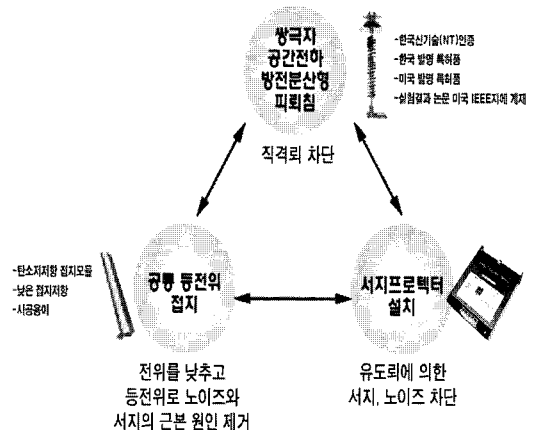 쌍극자
공간전하
방전분산형
피뢰침
-한국신기술(NT)인증
-한국 발명 특허품
-미국 발명 특허품
-실험결과 논문 미국 IEEE지에 게재
직격뢰 차단
-탄소저저항 접지모듈
-낮은 접지저항
-시공용이
공통 등전위
접지
서지프로텍터
설치
전위를 낮추고
등전위로 노이즈와
서지의 근본 원인 제거
유도뢰에 의한
서지, 노이즈 차단